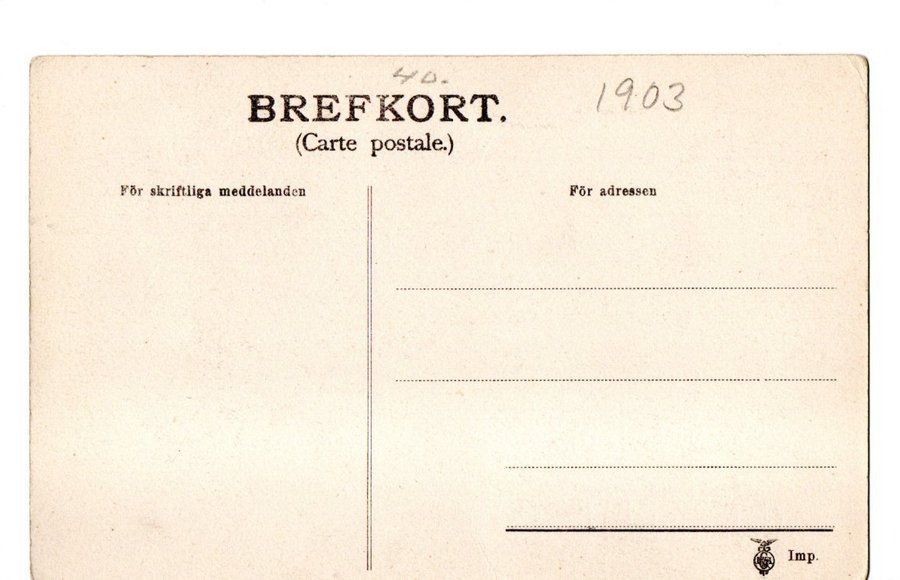 40.
1903
BREFKORT.
(Carte postale.)
För skriftliga meddelanden
För adressen
Imp.